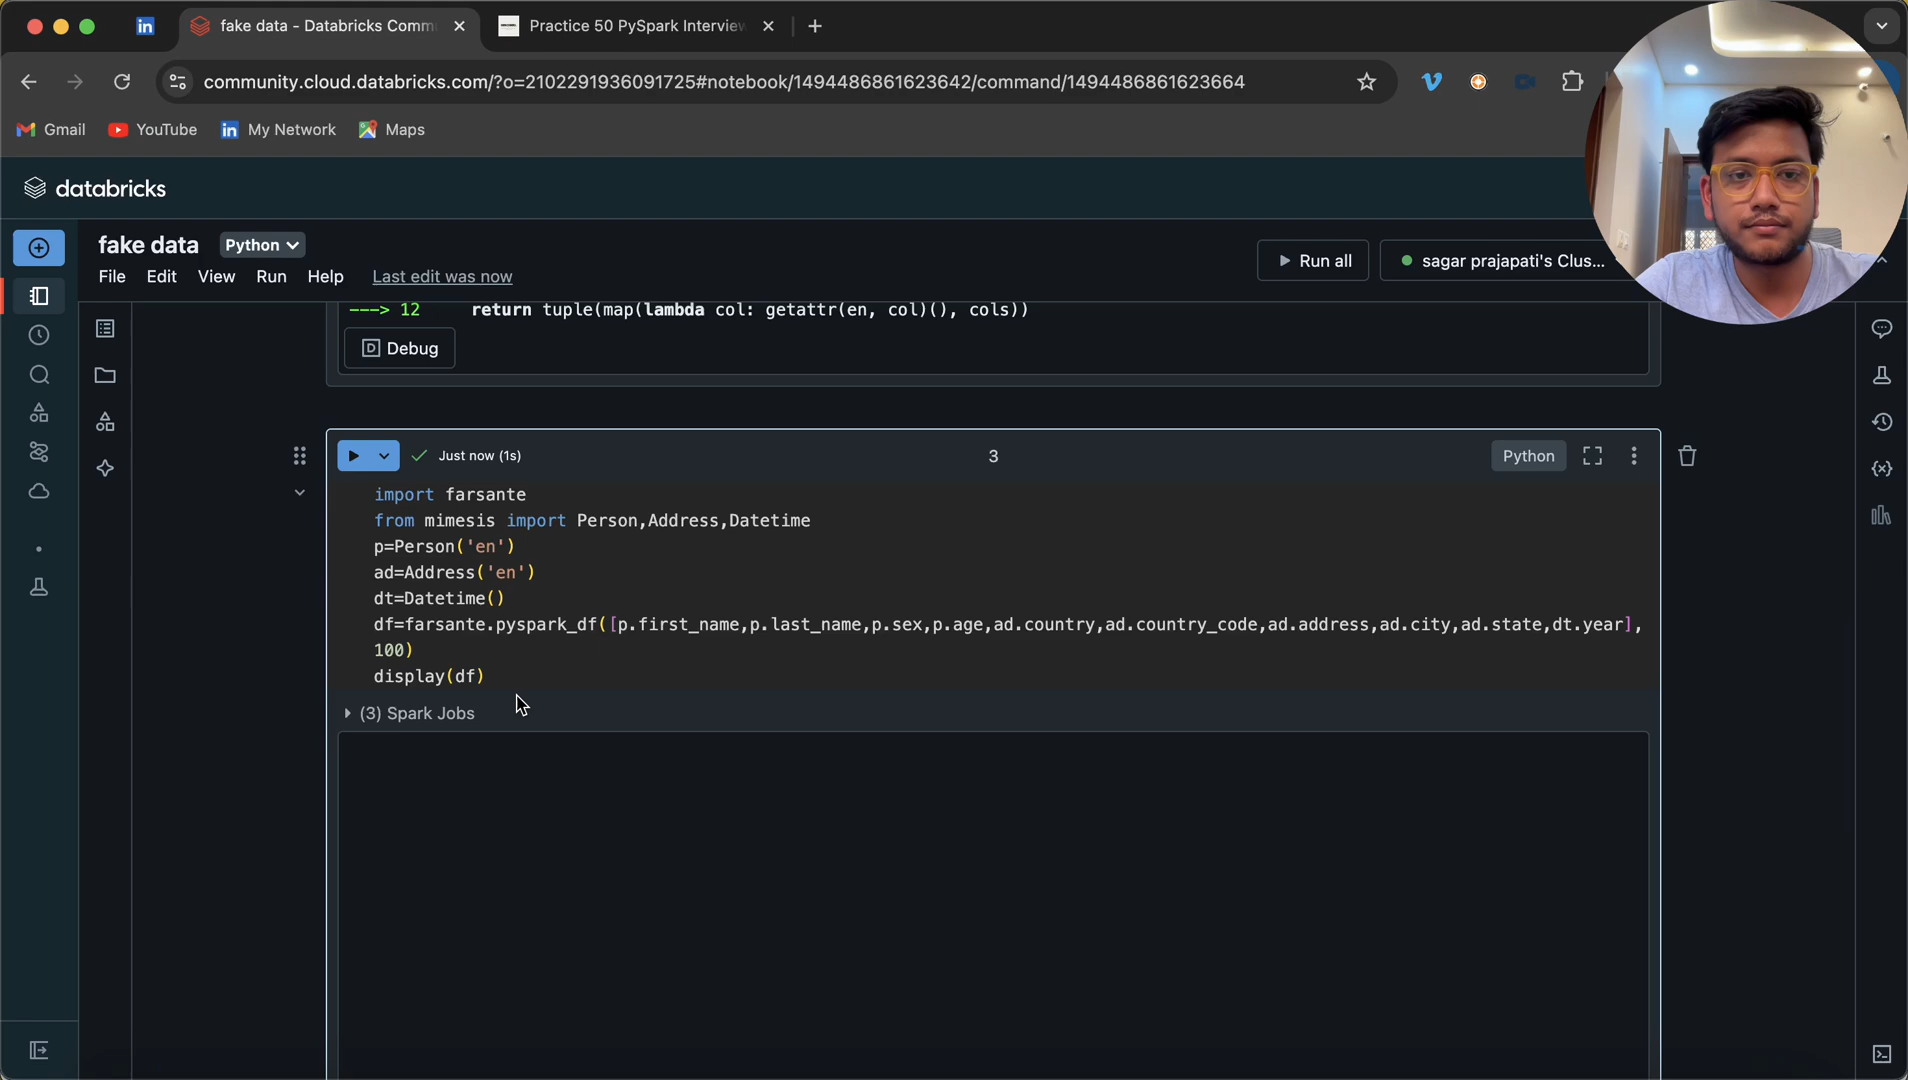 fake data - Databricks Comm
Practice 50 PySpark Interview
community.cloud.databricks.com/?o=2102291936091725#notebook/1494486861623642/command/1494486861623664
Gmail
YouTube
My Network
Maps
databricks
fake data
Python
File
Edit
View
Run
Help
Last edit was now
Run all
sagar prajapati's Clus...
---> 12 return tuple(map(lambda col: getattr(en, col)(), cols))
Debug
Just now (1s)
3
Python
import farsante
from mimesis import Person,Address,Datetime
p=Person('en')
ad=Address('en')
dt=Datetime()
df=farsante.pyspark_df([p.first_name,p.last_name,p.sex,p.age,ad.country,ad.country_code,ad.address,ad.city,ad.state,dt.year],
100)
display(df)
(3) Spark Jobs